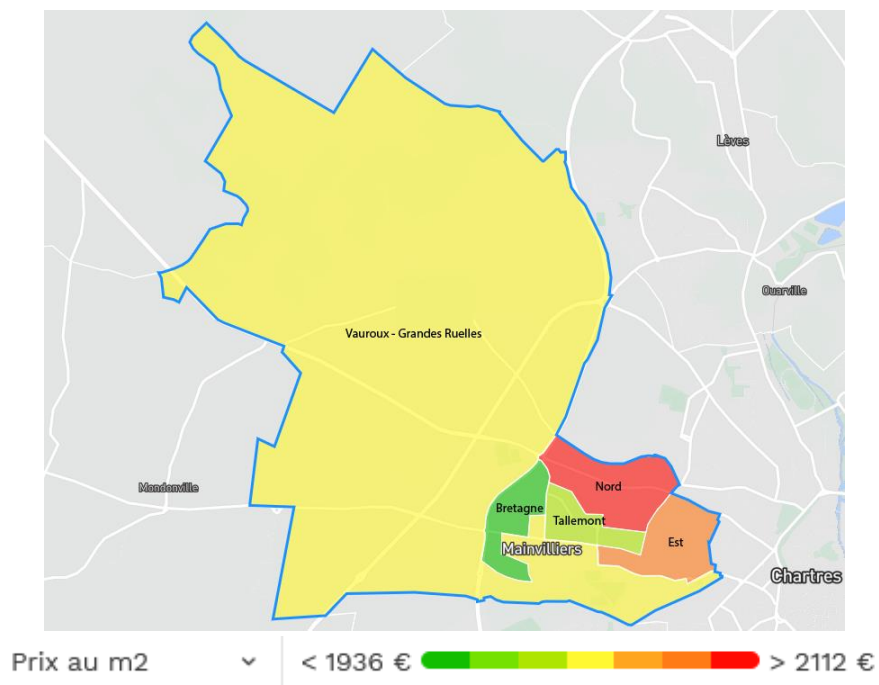 Lèves
Ouarville
Vauroux - Grandes Ruelles
Mondonville
Nord
Bretagne
Tallemont
Est
Mainvilliers
Chartres
Prix au m2 < 1936 € > 2112 €